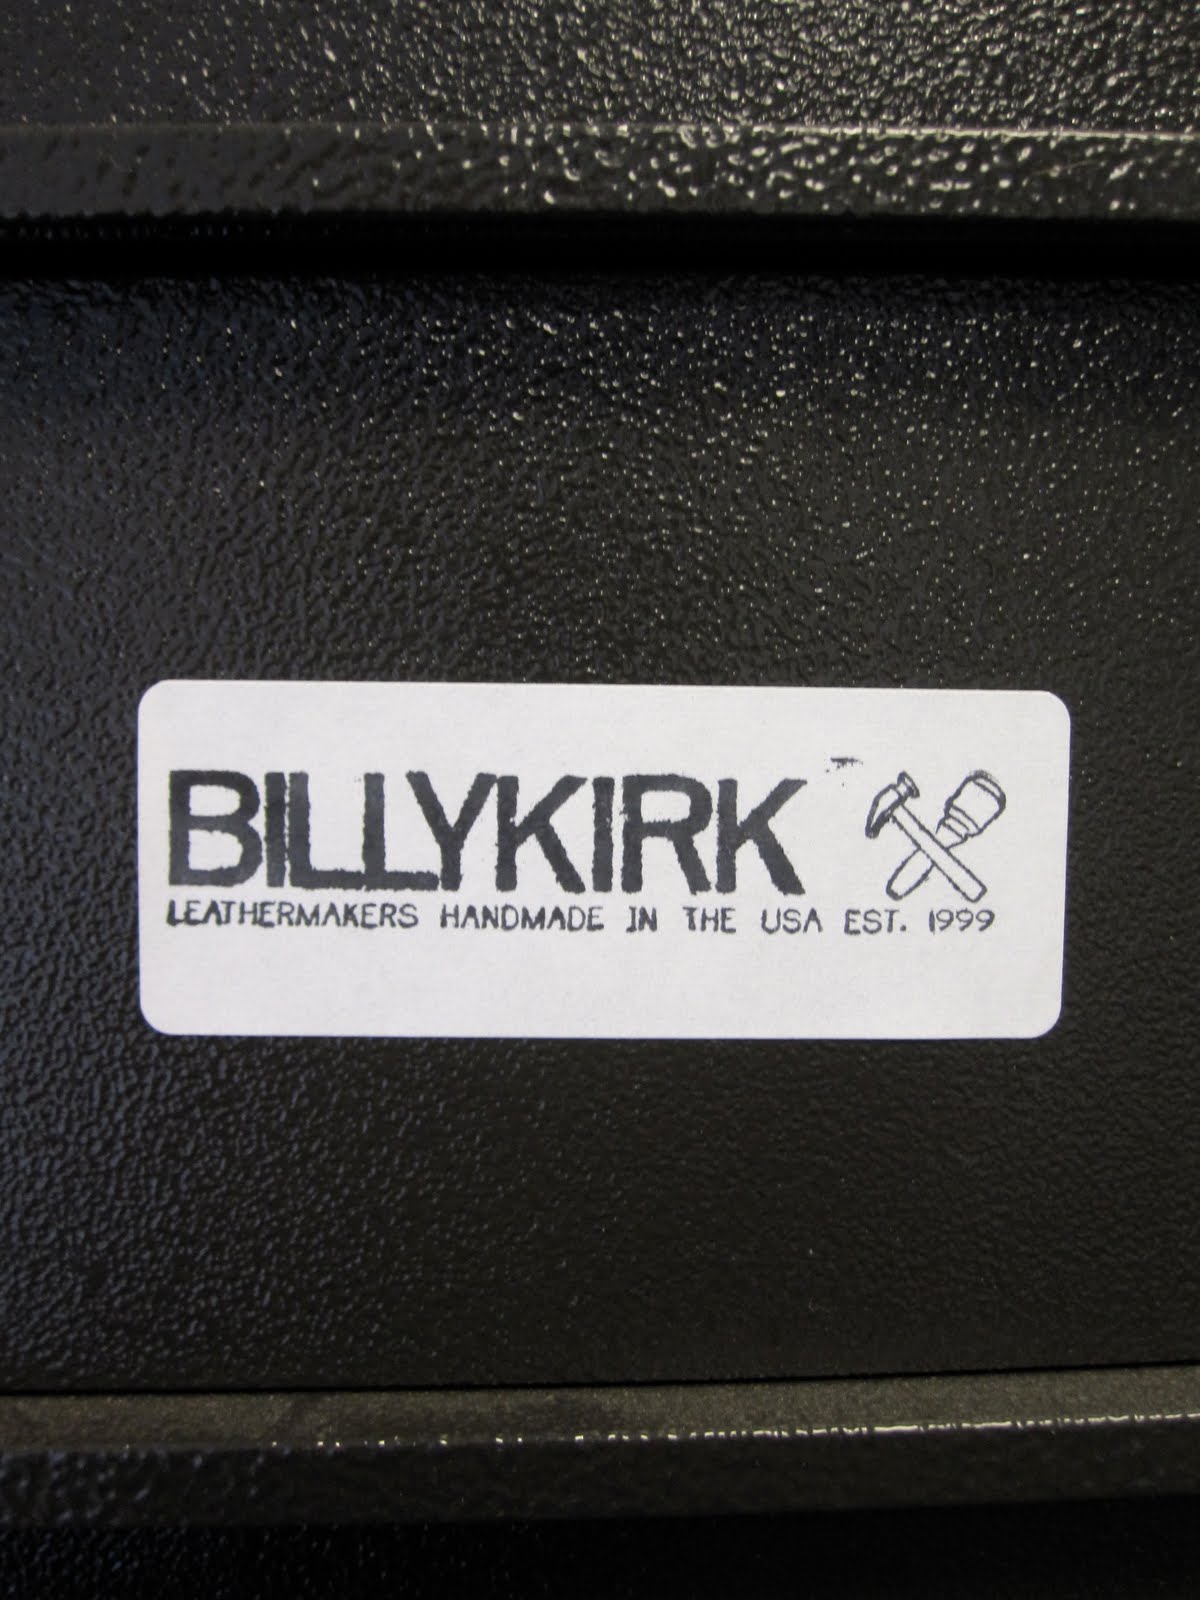 BILLYKIRK
LEATHERMAKERS HANDMADE IN THE USA EST. 1999